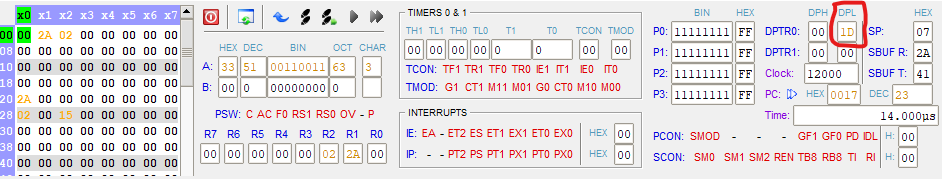 x0 x1 x2 x3 x4 x5 x6 x7
00 00 2A 02 00 00 00 00 00
08 00 00 00 00 00 00 00 00
00 00 00 00 00 00 00 00
00 00 00 00 00 00 00 00
20 2A 00 00 00 00 00 00 00
28 02 00 15 00 00 00 00 00
00 00 00 00 00 00 00 00
00 00 00 00 00 00 00 00
40 00 00 00 00 00 00 00 00
00 00 00 00 00 00 00 00
HEX DEC BIN OCT CHAR
A: 33 51 00110011 63 3
B: 00 0 00000000 0
PSW: C AC F0 RS1 RS0 OV - P
R7 R6 R5 R4 R3 R2 R1 R0
00 00 00 00 00 02 2A 00
TIMERS 0 & 1
TH1 TL1 TH0 TL0 T1 T0 TCON TMOD
00 00 00 00 0 0 00 00
TCON: TF1 TR1 TF0 TR0 IE1 IT1 IE0 IT0
TMOD: G1 CT1 M11 M01 G0 CT0 M10 M00
INTERRUPTS
IE: EA - ET2 ES ET1 EX1 ET0 EX0 HEX 00
IP: - - PT2 PS PT1 PX1 PT0 PX0 HEX 00
BIN HEX
P0: 11111111 FF
P1: 11111111 FF
P2: 11111111 FF
P3: 11111111 FF
DPH DPL HEX
DPTR0: 00 1D SP: 07
DPTR1: 00 00 SBUF R: 2A
Clock: 12000 SBUF T: 41
PC: HEX 0017 DEC 23
Time: 14.000µs
PCON: SMOD - - - GF1 GF0 PD IDL H: 00
SCON: SM0 SM1 SM2 REN TB8 RB8 TI RI H: 00